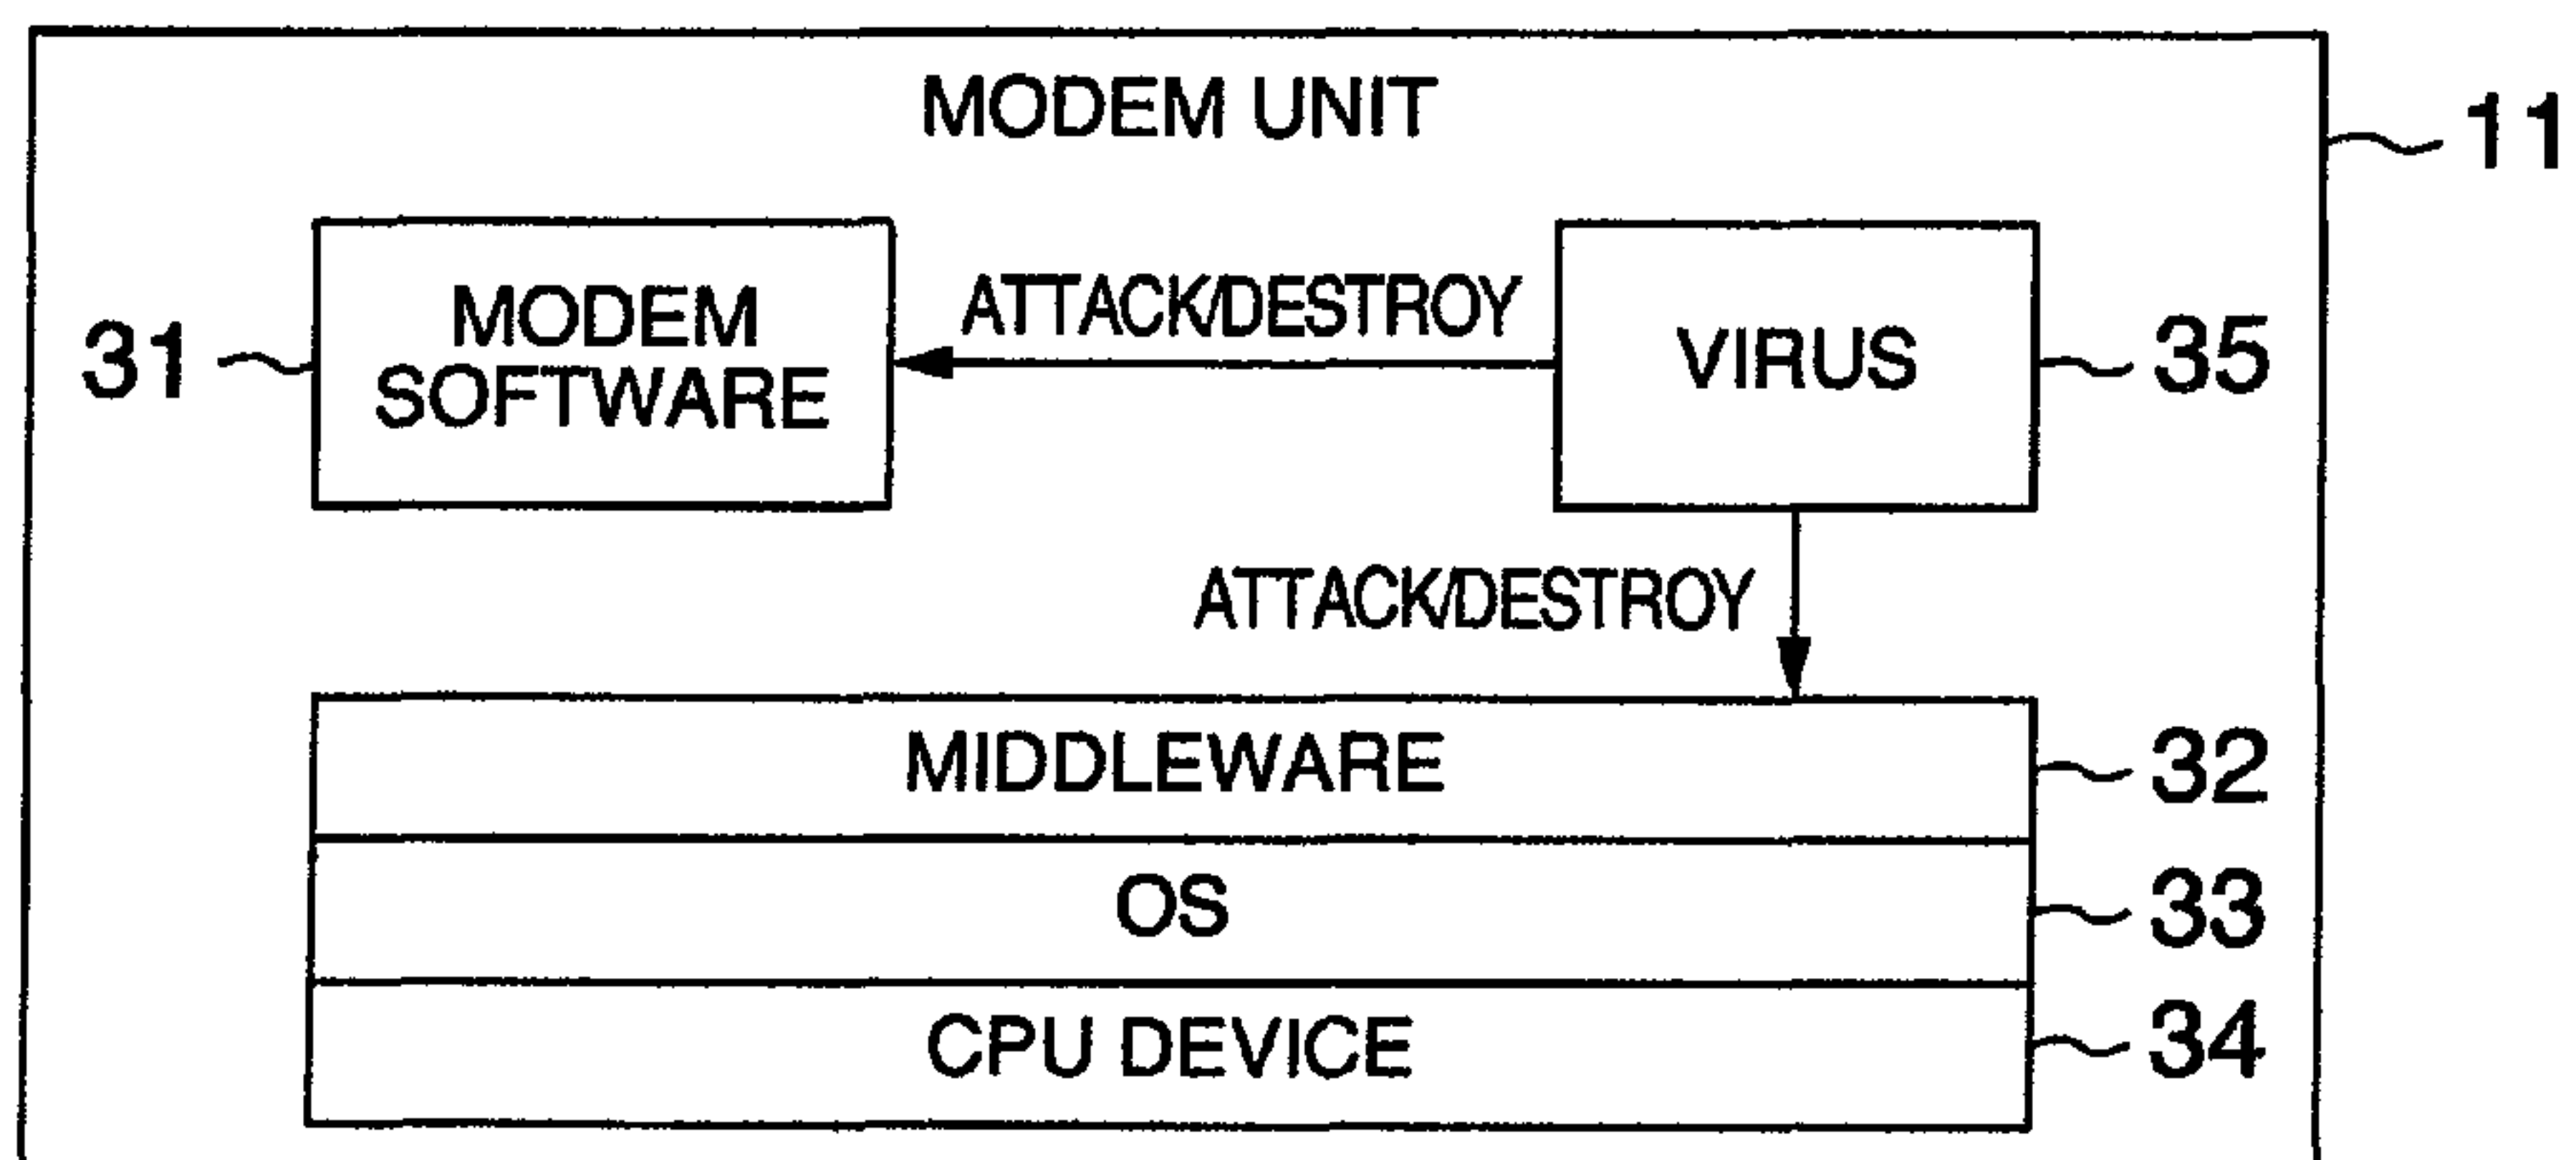 MODEM UNIT
11
31
MODEM
SOFTWARE
ATTACK/DESTROY
VIRUS
35
ATTACK/DESTROY
MIDDLEWARE
32
OS
33
CPU DEVICE
34